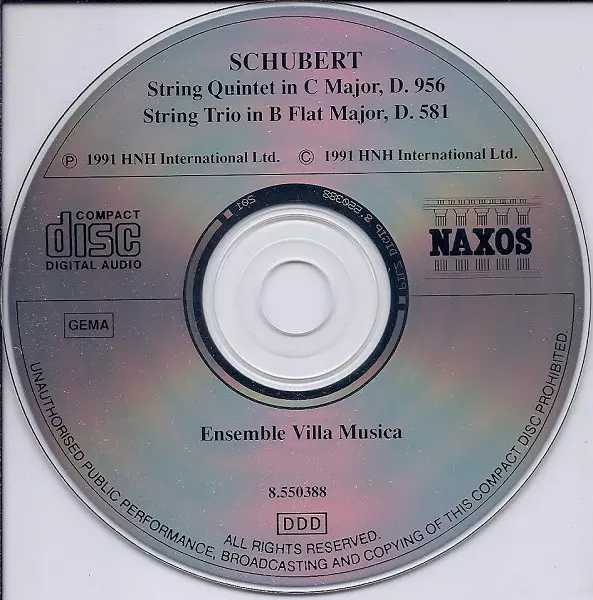 SCHUBERT
String Quintet in C Major, D. 956
String Trio in B Flat Major, D. 581
Ⓟ 1991 HNH International Ltd. © 1991 HNH International Ltd.
COMPACT
disc
DIGITAL AUDIO
NAXOS
GEMA
Ensemble Villa Musica
8.550388
DDD
ALL RIGHTS RESERVED.
UNAUTHORISED PUBLIC PERFORMANCE, BROADCASTING AND COPYING OF THIS COMPACT DISC PROHIBITED.